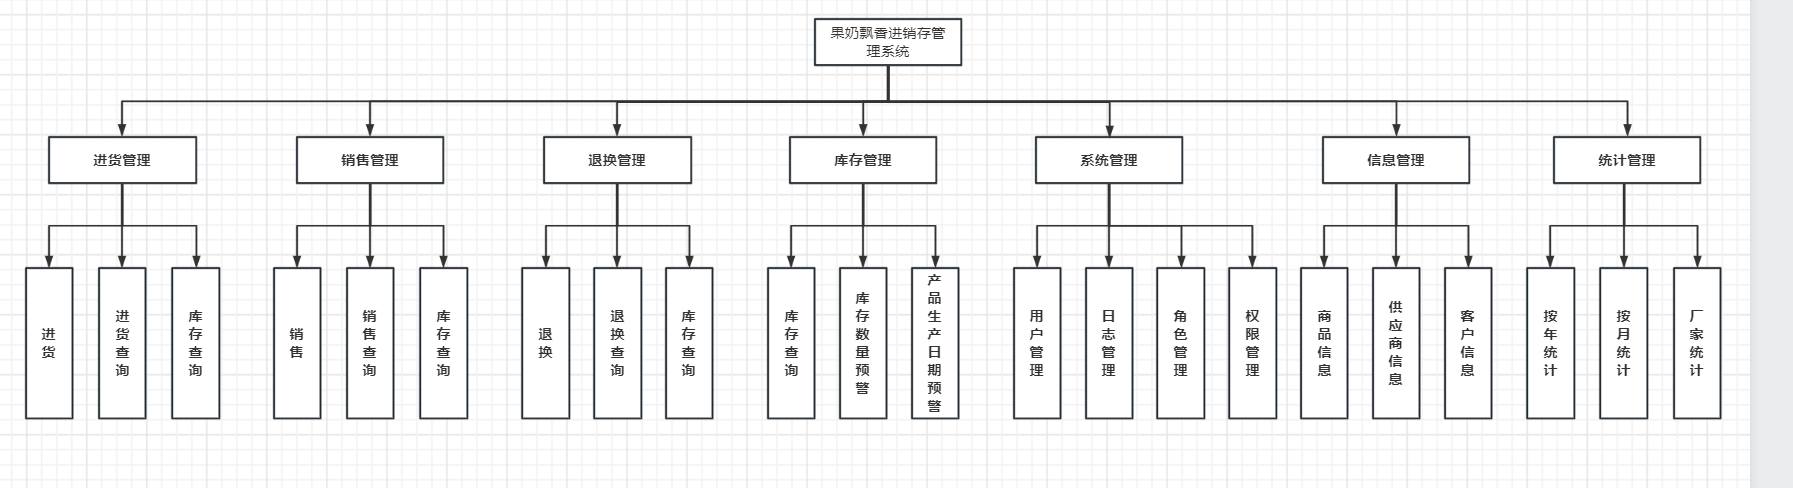 果奶飘香进销存管
理系统
进货管理
销售管理
退换管理
库存管理
系统管理
信息管理
统计管理
进货
进货查询
库存查询
销售
销售查询
库存查询
退换
退换查询
库存查询
库存查询
库存数量预警
产品生产日期预警
用户管理
日志管理
角色管理
权限管理
商品信息
供应商信息
客户信息
按年统计
按月统计
厂家统计